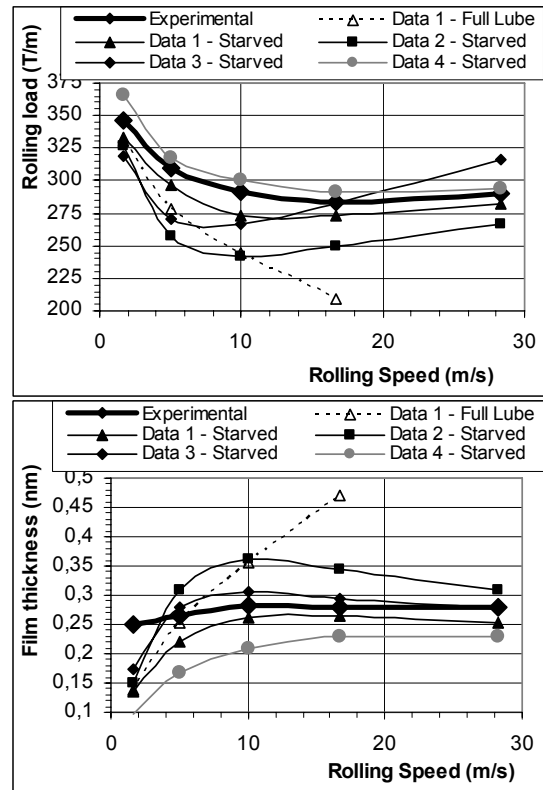 Experimental
Data 1 - Full Lube
Data 1 - Starved
Data 2 - Starved
Data 3 - Starved
Data 4 - Starved
Rolling load (T/m)
375
350
325
300
275
250
225
200
0
10
20
30
Rolling Speed (m/s)
Experimental
Data 1 - Full Lube
Data 1 - Starved
Data 2 - Starved
Data 3 - Starved
Data 4 - Starved
Film thickness (nm)
0,5
0,45
0,4
0,35
0,3
0,25
0,2
0,15
0,1
0
10
20
30
Rolling Speed (m/s)